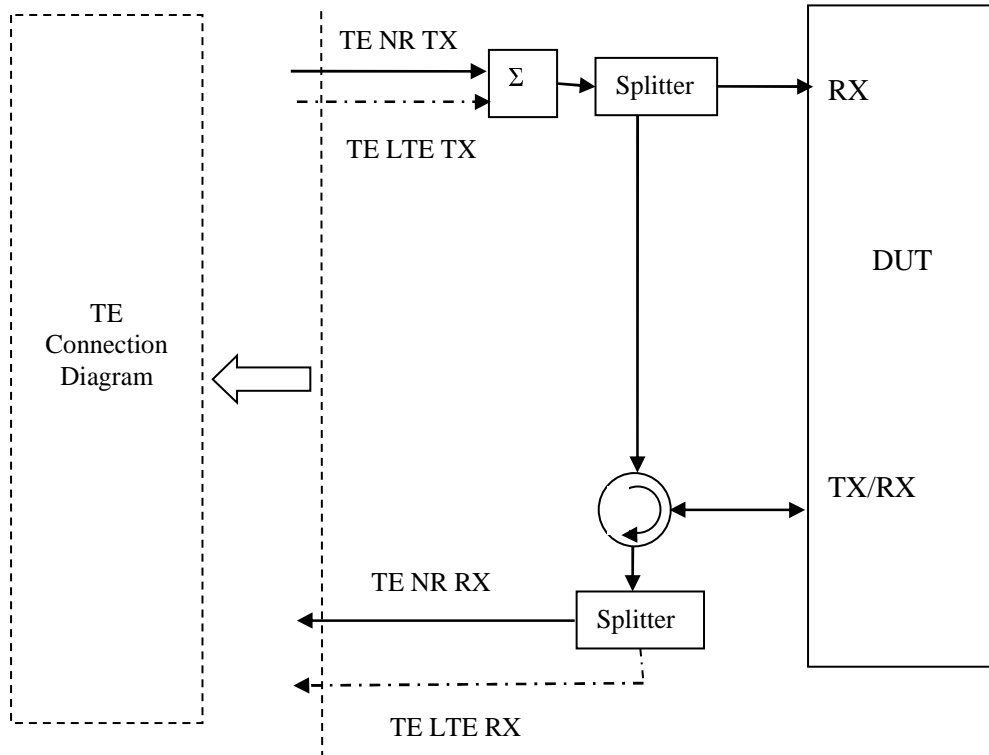 TE NR TX
Σ
Splitter
RX
TE LTE TX
DUT
TE
Connection
Diagram
TX/RX
TE NR RX
Splitter
TE LTE RX